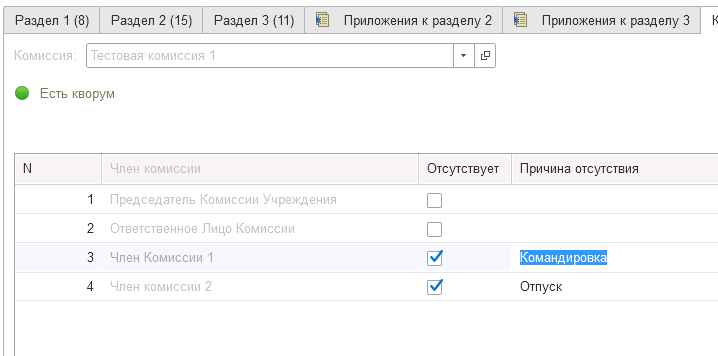 Раздел 1 (8) Раздел 2 (15) Раздел 3 (11) Приложения к разделу 2 Приложения к разделу 3
Комиссия: Тестовая комиссия 1
Есть кворум
N Член комиссии Отсутствует Причина отсутствия
1 Председатель Комиссии Учреждения
2 Ответственное Лицо Комиссии
3 Член Комиссии 1 Командировка
4 Член комиссии 2 Отпуск